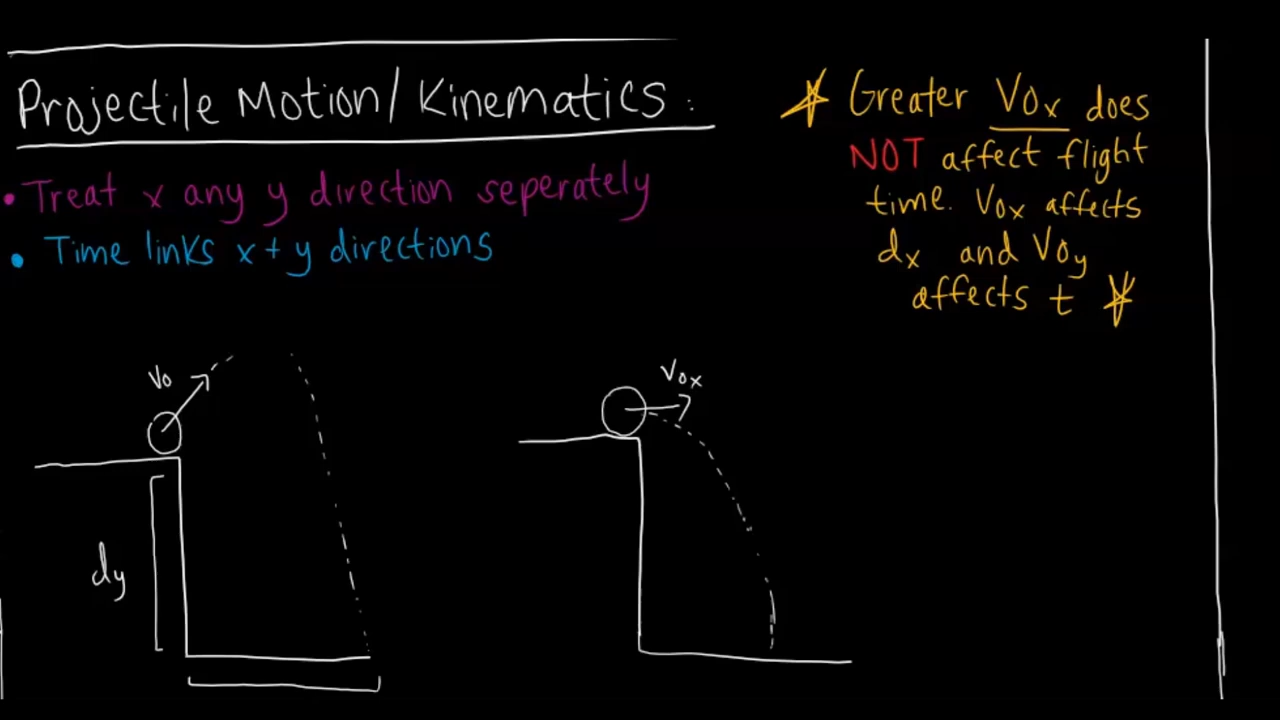 Projectile Motion/Kinematics:
• Treat x any y direction seperately
• Time links x + y directions
Greater Vox does
NOT affect flight
time. Vox affects
dx and Voy
affects t
Vo
dy
Vox